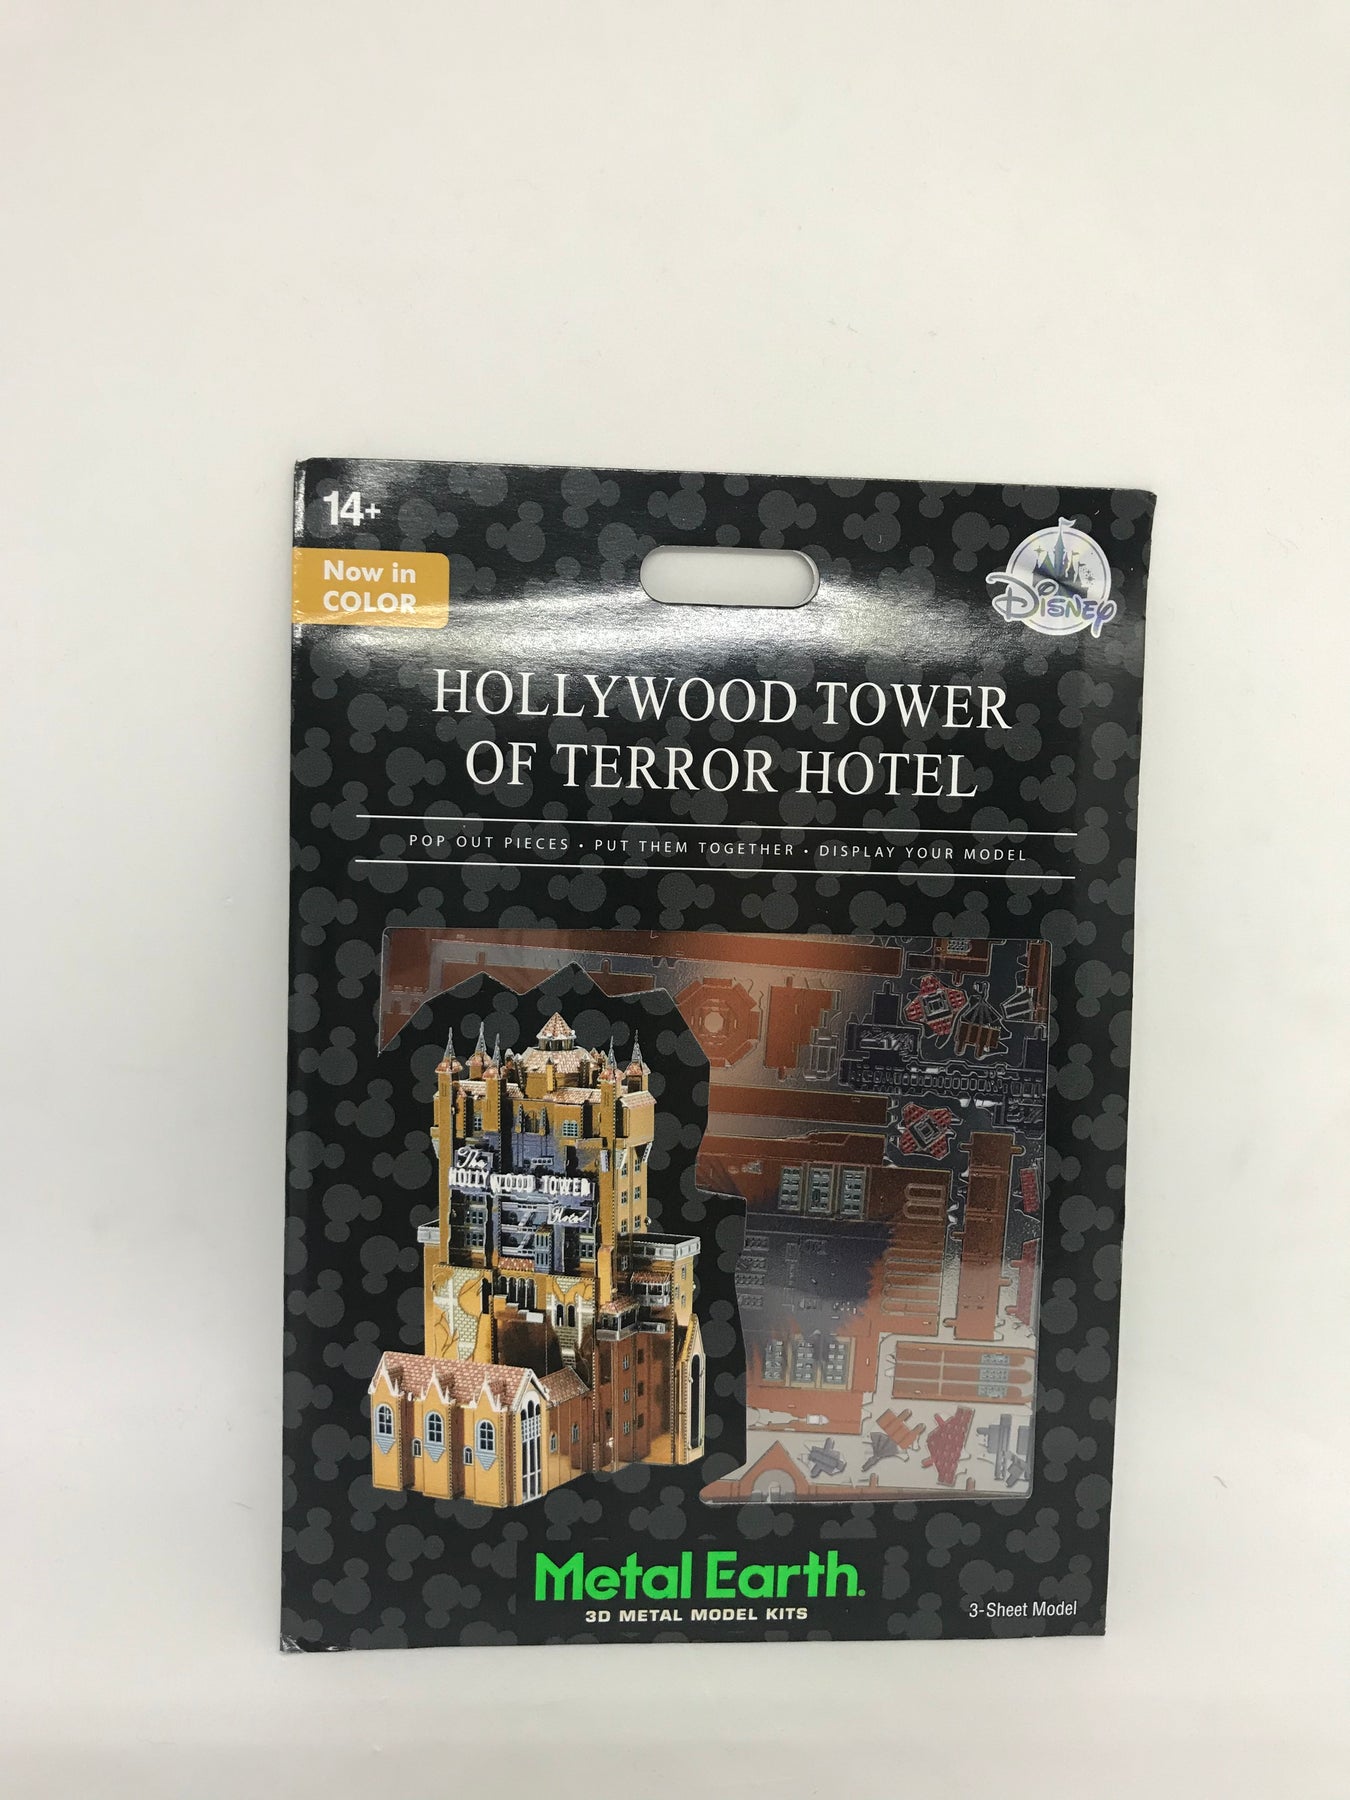 14+
Now in
COLOR
Disney
HOLLYWOOD TOWER
OF TERROR HOTEL
POP OUT PIECES • PUT THEM TOGETHER • DISPLAY YOUR MODEL
The
HOLLYWOOD TOWER
Hotel
Metal Earth.
3D METAL MODEL KITS
3-Sheet Model